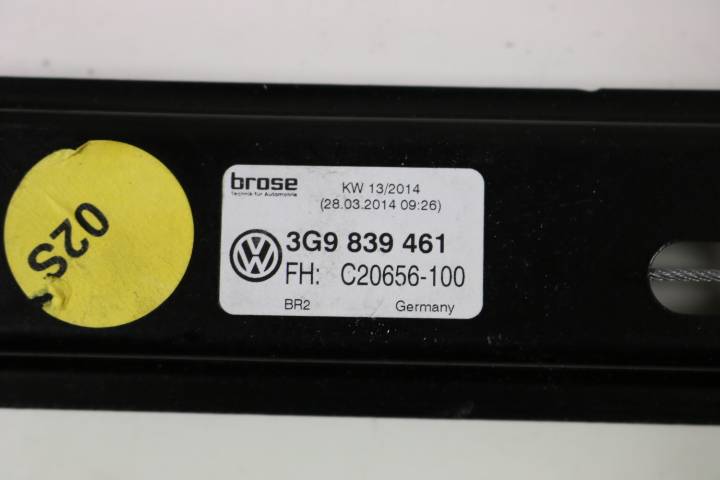 02S
brose
Technik für Automobile
KW 13/2014
(28.03.2014 09:26)
3G9 839 461
FH: C20656-100
BR2 Germany